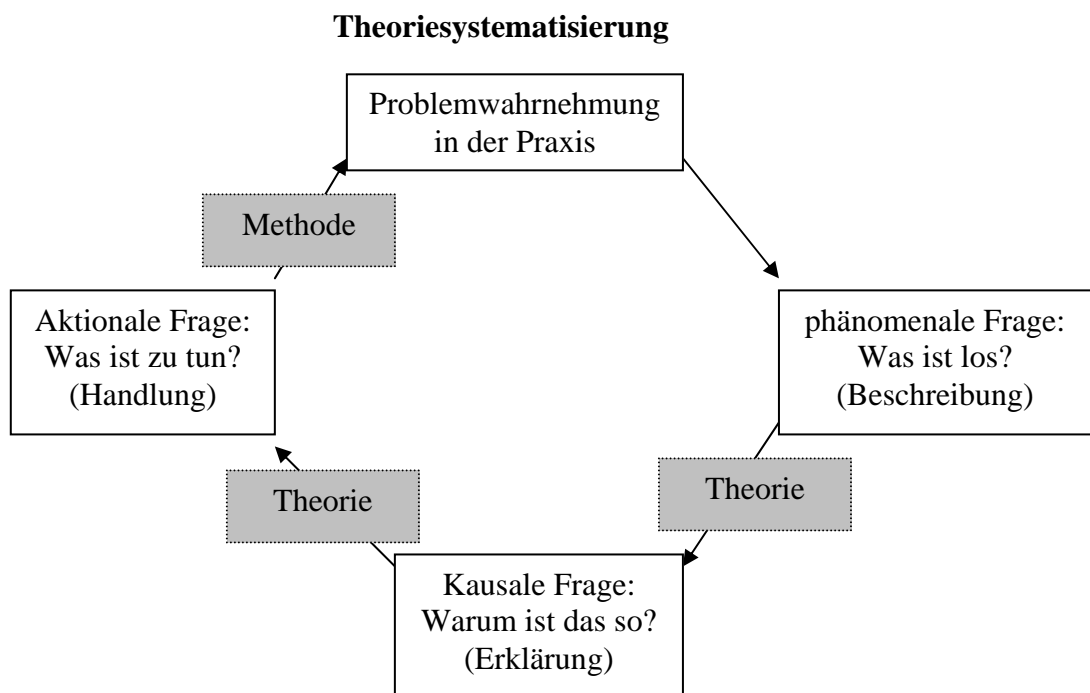 Theoriesystematisierung
Problemwahrnehmung
in der Praxis
Methode
Aktionale Frage:
Was ist zu tun?
(Handlung)
phänomenale Frage:
Was ist los?
(Beschreibung)
Theorie
Theorie
Kausale Frage:
Warum ist das so?
(Erklärung)